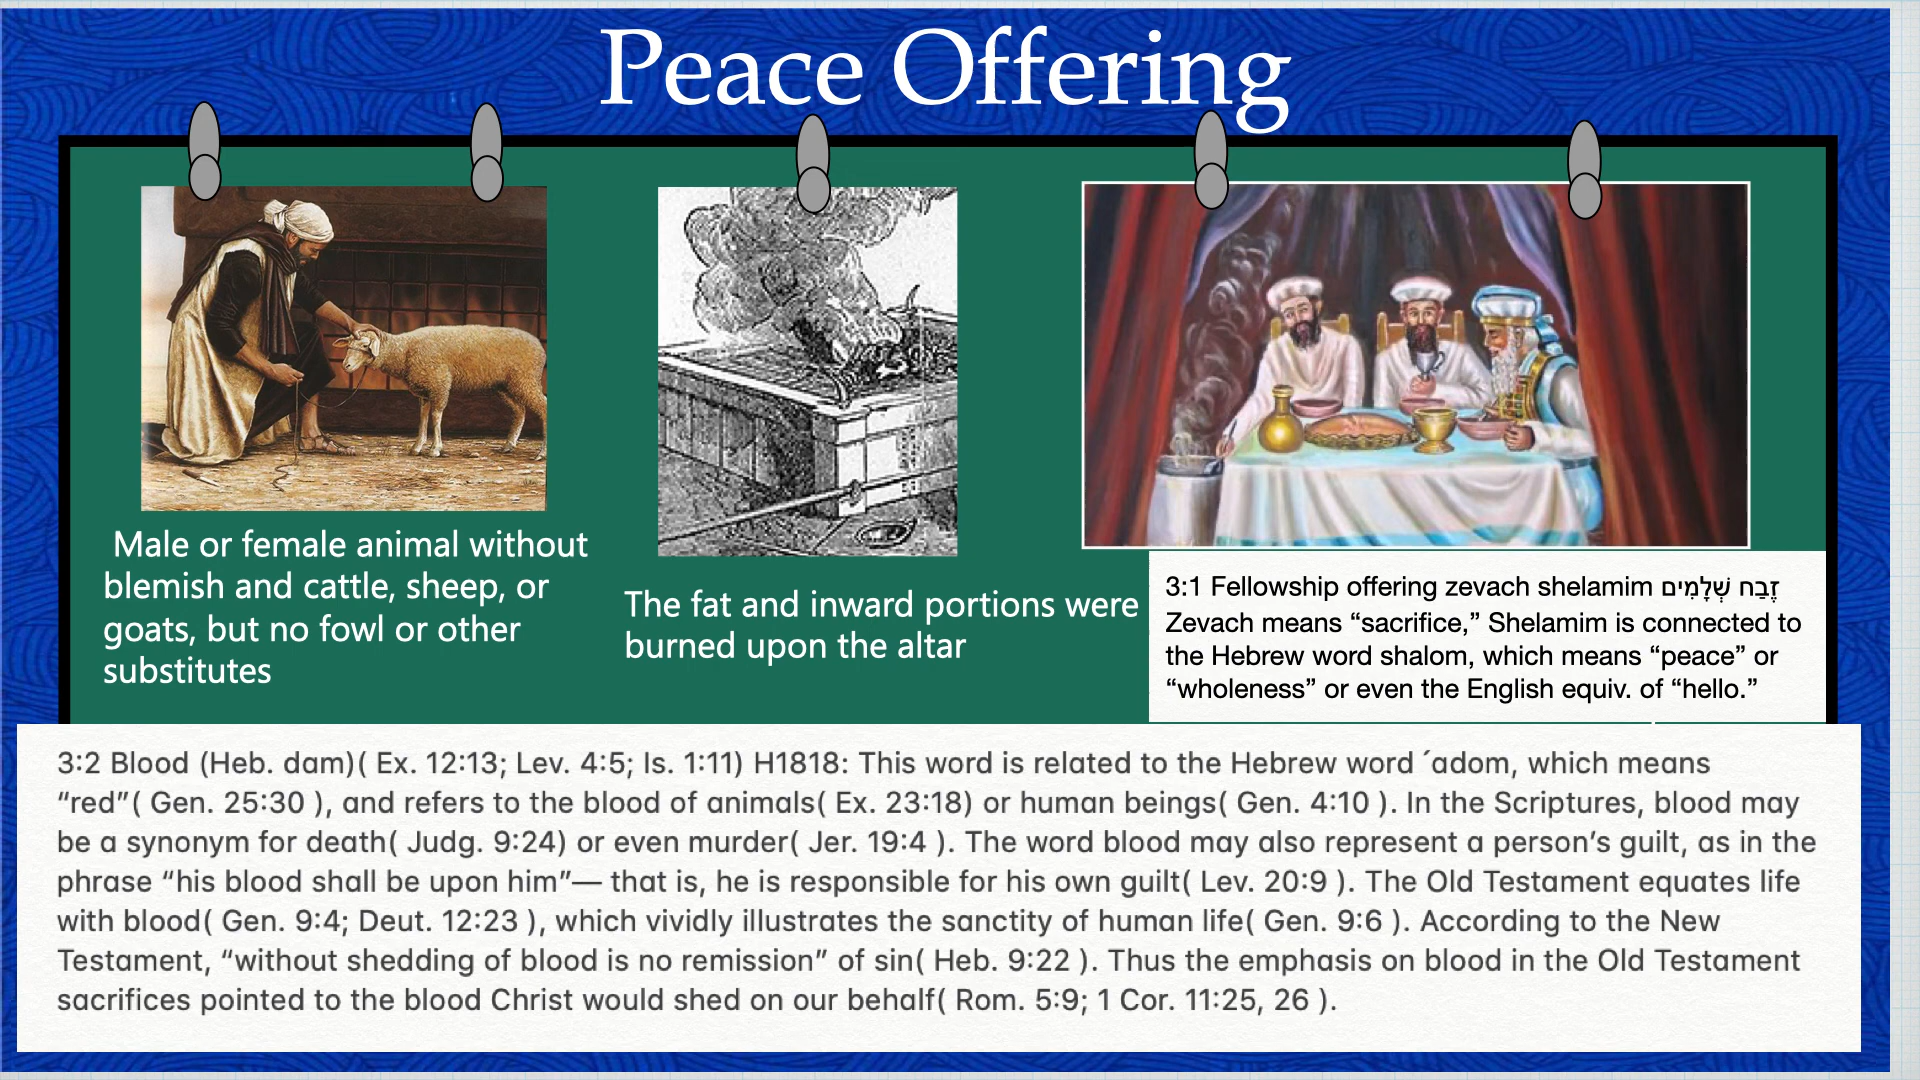 Peace Offering
Male or female animal without
blemish and cattle, sheep, or
goats, but no fowl or other
substitutes
The fat and inward portions were
burned upon the altar
3:1 Fellowship offering zevach shelamim זֶבַח שְׁלָמִים
Zevach means “sacrifice,” Shelamim is connected to
the Hebrew word shalom, which means “peace” or
“wholeness” or even the English equiv. of “hello.”
3:2 Blood (Heb. dam)( Ex. 12:13; Lev. 4:5; Is. 1:11) H1818: This word is related to the Hebrew word ´adom, which means
“red”( Gen. 25:30 ), and refers to the blood of animals( Ex. 23:18) or human beings( Gen. 4:10 ). In the Scriptures, blood may
be a synonym for death( Judg. 9:24) or even murder( Jer. 19:4 ). The word blood may also represent a person’s guilt, as in the
phrase “his blood shall be upon him”— that is, he is responsible for his own guilt( Lev. 20:9 ). The Old Testament equates life
with blood( Gen. 9:4; Deut. 12:23 ), which vividly illustrates the sanctity of human life( Gen. 9:6 ). According to the New
Testament, “without shedding of blood is no remission” of sin( Heb. 9:22 ). Thus the emphasis on blood in the Old Testament
sacrifices pointed to the blood Christ would shed on our behalf( Rom. 5:9; 1 Cor. 11:25, 26 ).